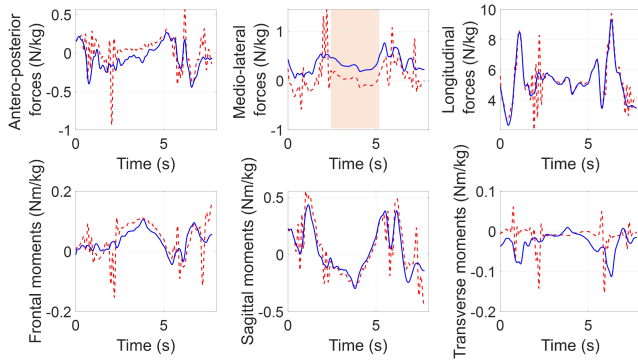 Antero-posterior
forces (N/kg)
0.5
0
-0.5
-1
0
5
Time (s)
Medio-lateral
forces (N/kg)
1
0
-1
0
5
Time (s)
Longitudinal
forces (N/kg)
10
8
6
4
0
5
Time (s)
Frontal moments (Nm/kg)
0.2
0
-0.2
0
5
Time (s)
Sagittal moments (Nm/kg)
0.5
0
-0.5
0
5
Time (s)
Transverse moments (Nm/kg)
0.1
0
-0.1
-0.2
0
5
Time (s)